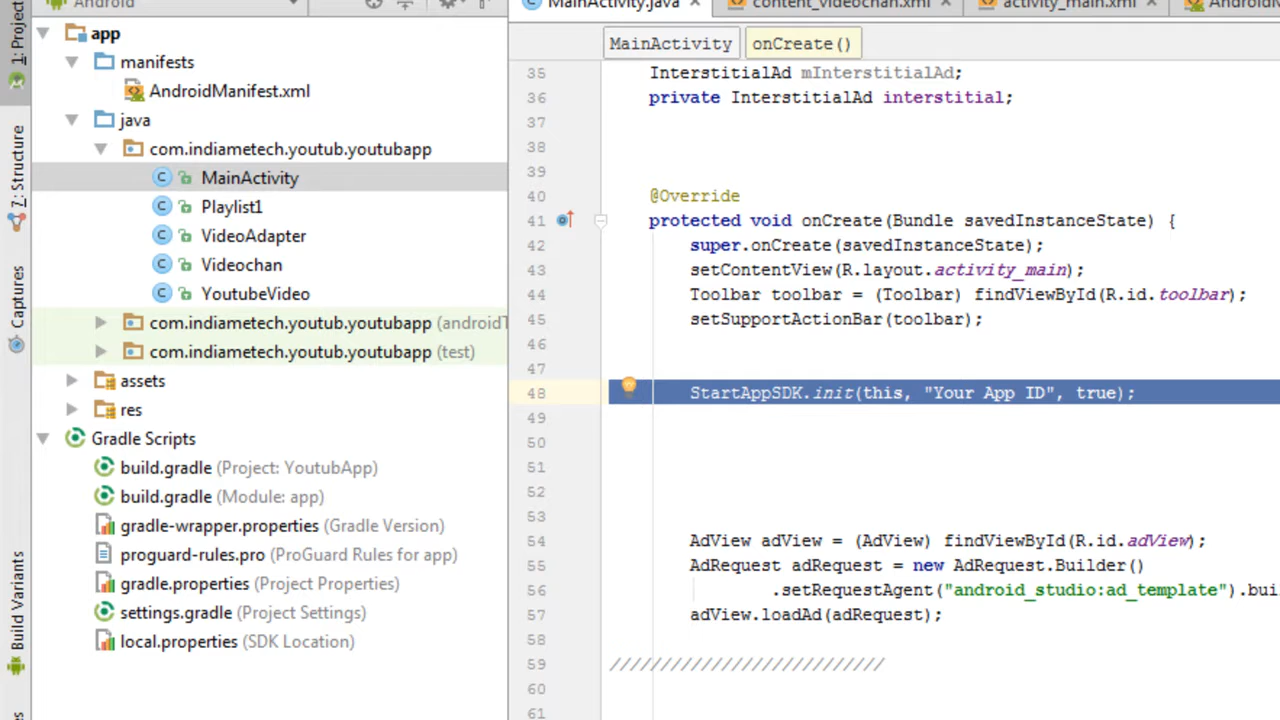 Android
MainActivity.java
content_videochan.xml
activity_main.xml
1: Project
7: Structure
Captures
Build Variants
app
manifests
AndroidManifest.xml
java
com.indiametech.youtub.youtubapp
MainActivity
Playlist1
VideoAdapter
Videochan
YoutubeVideo
com.indiametech.youtub.youtubapp (androidT
com.indiametech.youtub.youtubapp (test)
assets
res
Gradle Scripts
build.gradle (Project: YoutubApp)
build.gradle (Module: app)
gradle-wrapper.properties (Gradle Version)
proguard-rules.pro (ProGuard Rules for app)
gradle.properties (Project Properties)
settings.gradle (Project Settings)
local.properties (SDK Location)
MainActivity onCreate()
35 InterstitialAd mInterstitialAd;
36 private InterstitialAd interstitial;
37
38
39
40 @Override
41 protected void onCreate(Bundle savedInstanceState) {
42 super.onCreate(savedInstanceState);
43 setContentView(R.layout.activity_main);
44 Toolbar toolbar = (Toolbar) findViewById(R.id.toolbar);
45 setSupportActionBar(toolbar);
46
47
48 StartAppSDK.init(this, "Your App ID", true);
49
50
51
52
53
54 AdView adView = (AdView) findViewById(R.id.adView);
55 AdRequest adRequest = new AdRequest.Builder()
56 .setRequestAgent("android_studio:ad_template").bui
57 adView.loadAd(adRequest);
58
59 ///////////////////////////
60
61